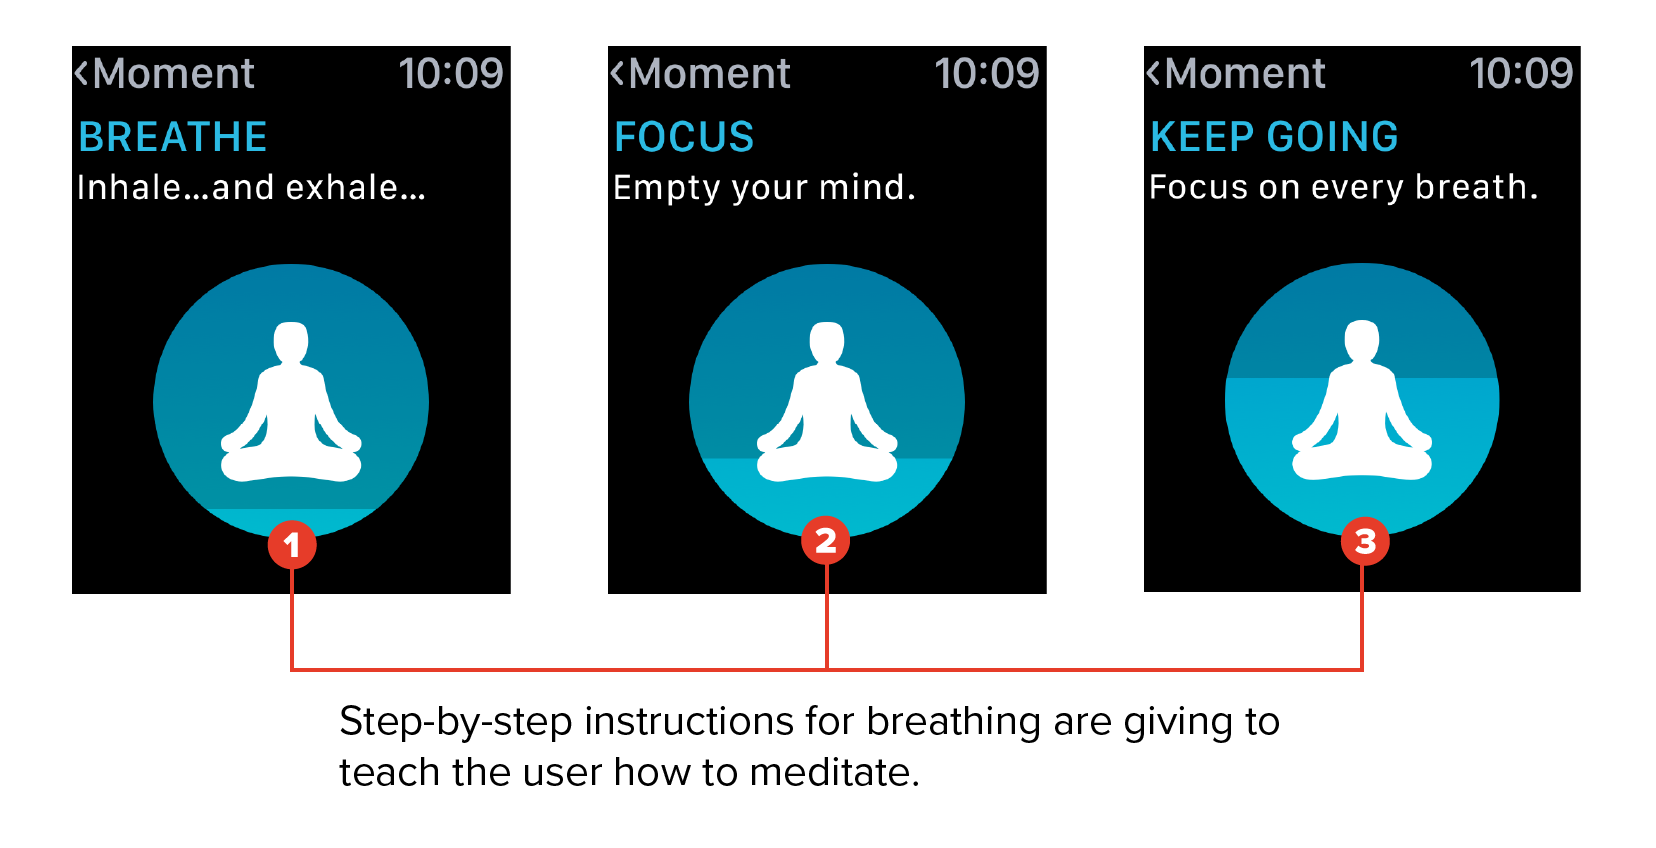 ‹Moment 10:09
BREATHE
Inhale...and exhale...
1
‹Moment 10:09
FOCUS
Empty your mind.
2
‹Moment 10:09
KEEP GOING
Focus on every breath.
3
Step-by-step instructions for breathing are giving to
teach the user how to meditate.